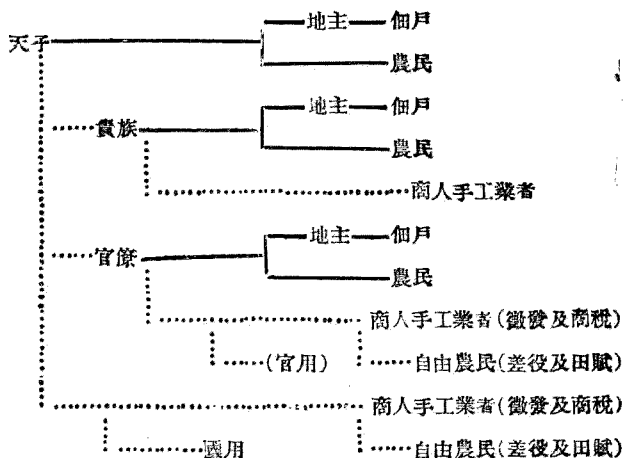 地主 佃戶
天子
農民
地主 佃戶
貴族
農民
商人手工業者
地主 佃戶
官僚
農民
商人手工業者(徵發及商稅)
(官用) 自由農民(差役及田賦)
商人手工業者(徵發及商稅)
國用 自由農民(差役及田賦)